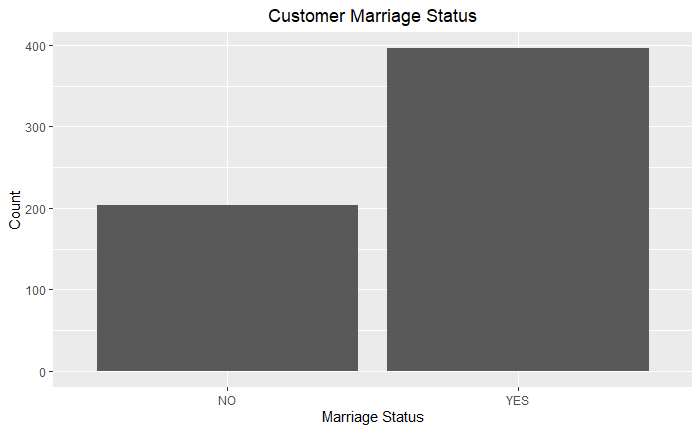 Customer Marriage Status
400
300
200
100
0
Count
NO YES
Marriage Status